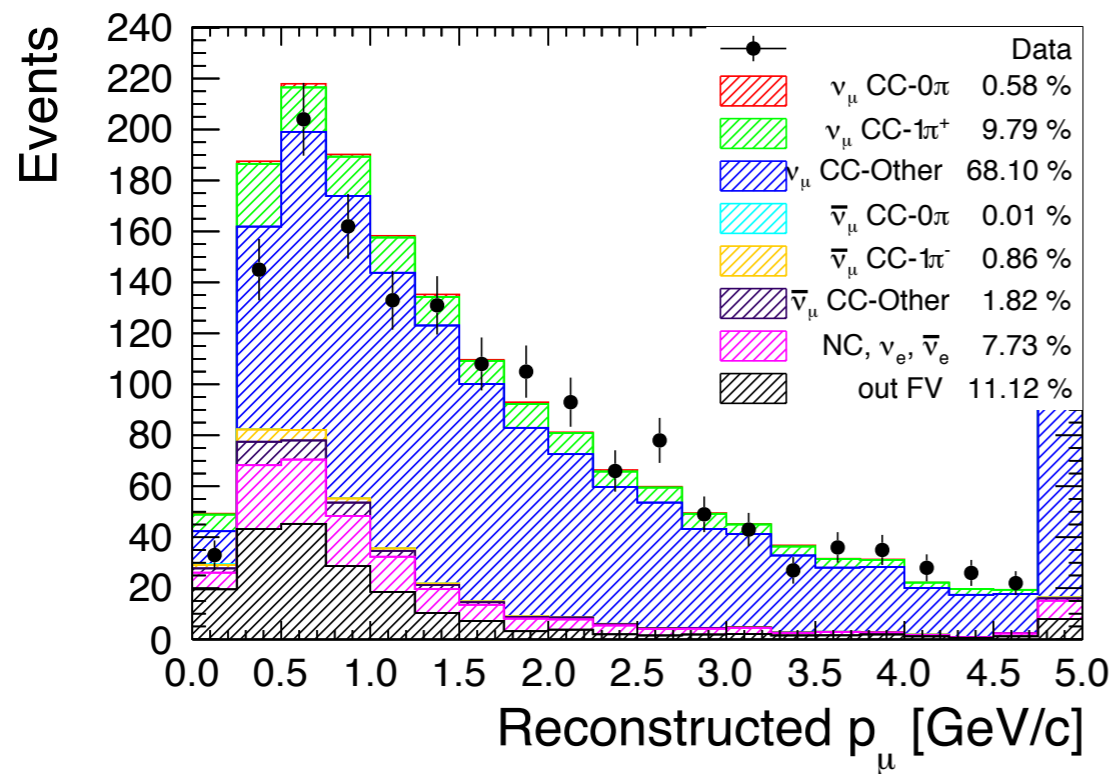 Events
240
220
200
180
160
140
120
100
80
60
40
20
0
0.0 0.5 1.0 1.5 2.0 2.5 3.0 3.5 4.0 4.5 5.0
Reconstructed pμ [GeV/c]
Data
νμ CC-0π 0.58 %
νμ CC-1π⁺ 9.79 %
νμ CC-Other 68.10 %
ν̅μ CC-0π 0.01 %
ν̅μ CC-1π⁻ 0.86 %
ν̅μ CC-Other 1.82 %
NC, νe, ν̅e 7.73 %
out FV 11.12 %